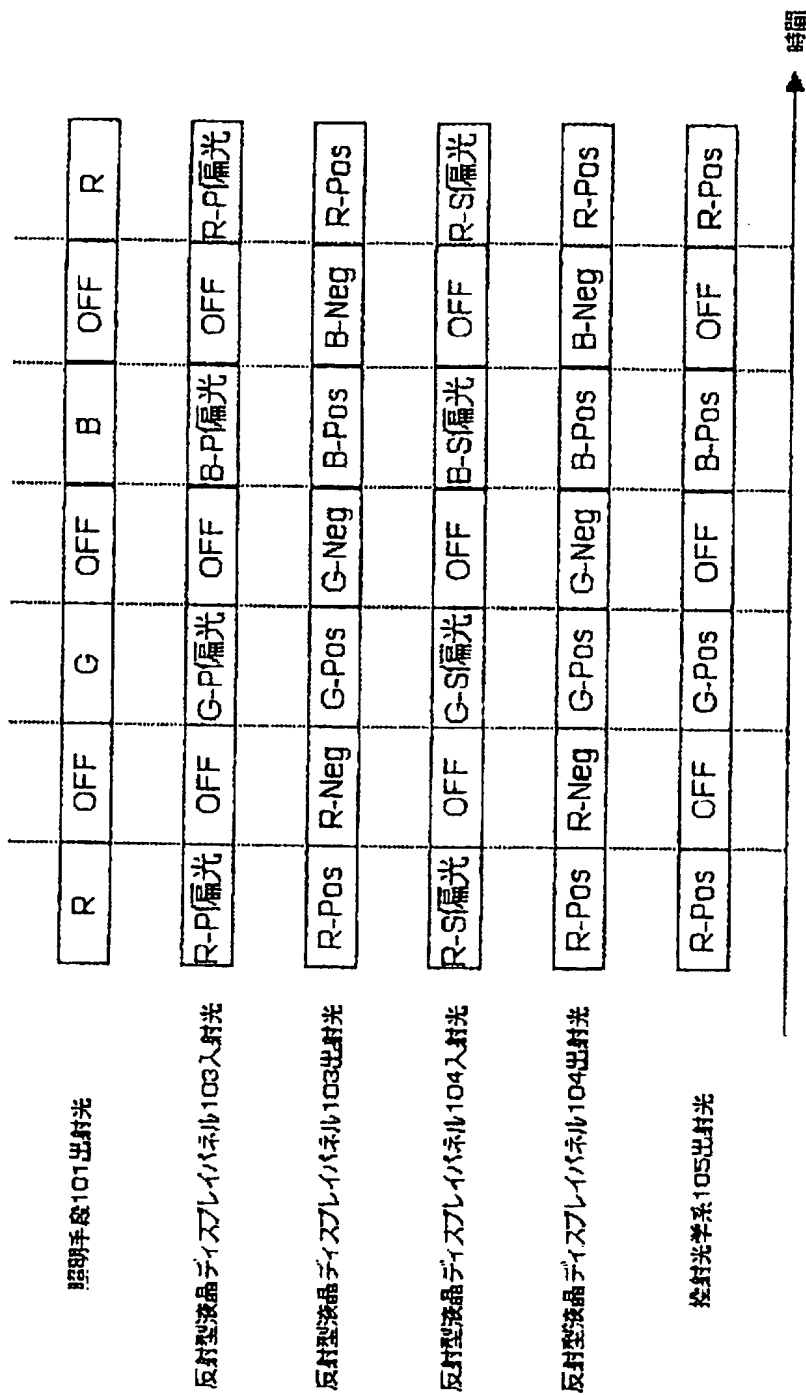 照明手段101出射光 R OFF G OFF B OFF R
反射型液晶ディスプレイパネル103入射光 R-P偏光 OFF G-P偏光 OFF B-P偏光 OFF R-P偏光
反射型液晶ディスプレイパネル103出射光 R-Pos R-Neg G-Pos G-Neg B-Pos B-Neg R-Pos
反射型液晶ディスプレイパネル104入射光 R-S偏光 OFF G-S偏光 OFF B-S偏光 OFF R-S偏光
反射型液晶ディスプレイパネル104出射光 R-Pos R-Neg G-Pos G-Neg B-Pos B-Neg R-Pos
投射光学系105出射光 R-Pos OFF G-Pos OFF B-Pos OFF R-Pos
時間